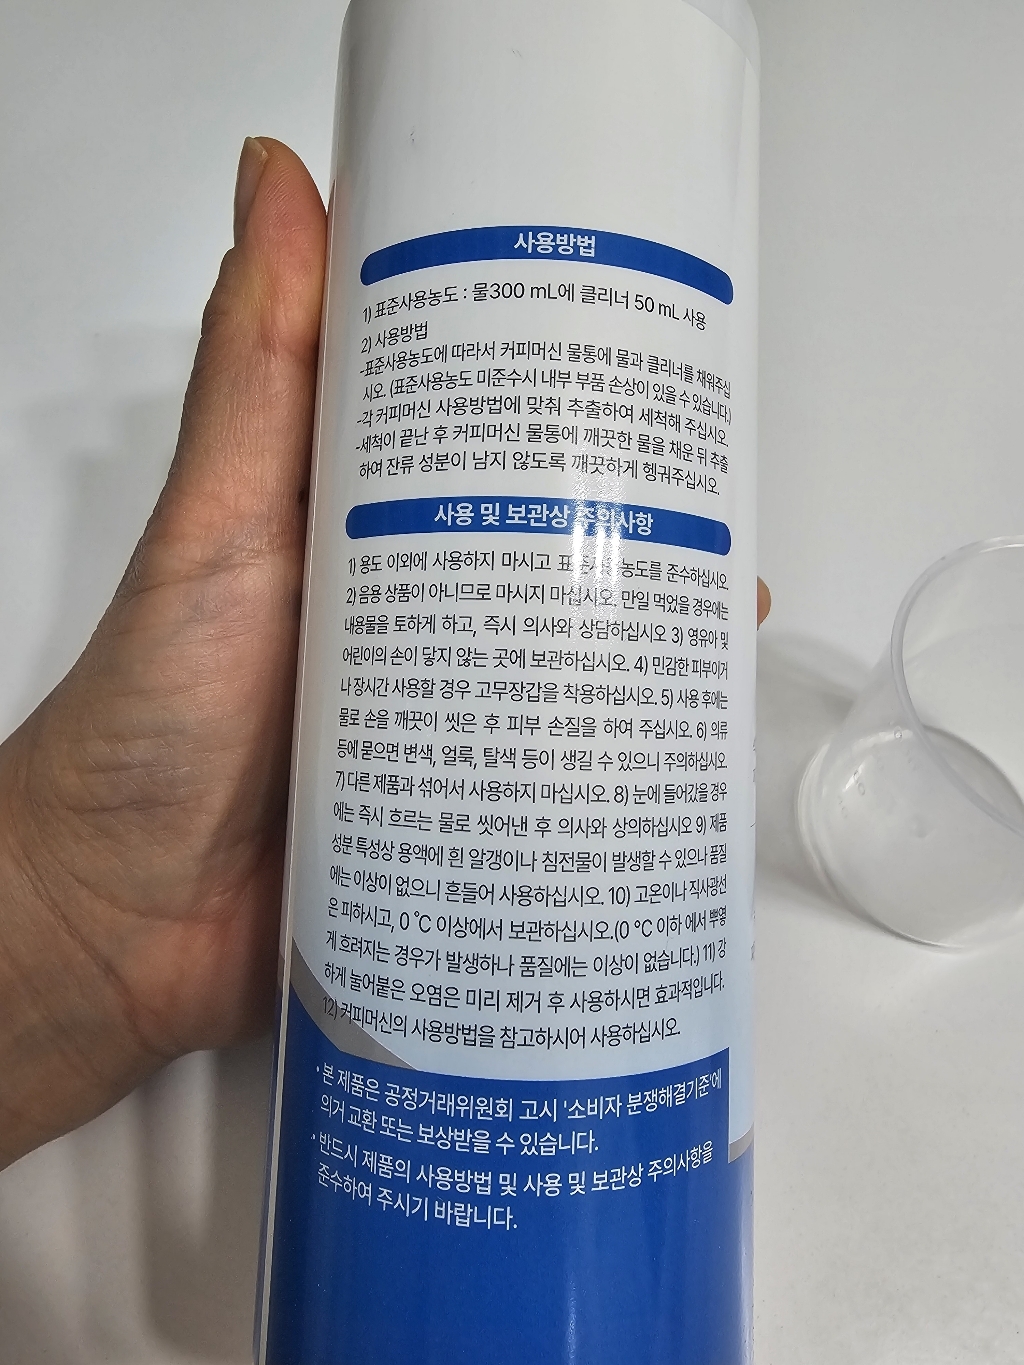 사용방법
1) 표준사용농도 : 물300 mL에 클리너 50 mL 사용
2) 사용방법
-표준사용농도에 따라서 커피머신 물통에 물과 클리너를 채워주십
시오. (표준사용농도 미준수시 내부 부품 손상이 있을 수 있습니다.)
-각 커피머신 사용방법에 맞춰 추출하여 세척해 주십시오.
-세척이 끝난 후 커피머신 물통에 깨끗한 물을 채운 뒤 추출
하여 잔류 성분이 남지 않도록 깨끗하게 헹궈주십시오.
사용 및 보관상 주의사항
1) 용도 이외에 사용하지 마시고 표준사용농도를 준수하십시오.
2) 음용 상품이 아니므로 마시지 마십시오. 만일 먹었을 경우에는
내용물을 토하게 하고, 즉시 의사와 상담하십시오 3) 영유아 및
어린이의 손이 닿지 않는 곳에 보관하십시오. 4) 민감한 피부이거
나 장시간 사용할 경우 고무장갑을 착용하십시오. 5) 사용 후에는
물로 손을 깨끗이 씻은 후 피부 손질을 하여 주십시오. 6) 의류
등에 묻으면 변색, 얼룩, 탈색 등이 생길 수 있으니 주의하십시오.
7) 다른 제품과 섞어서 사용하지 마십시오. 8) 눈에 들어갔을 경우
에는 즉시 흐르는 물로 씻어낸 후 의사와 상의하십시오 9) 제품
성분 특성상 용액에 흰 알갱이나 침전물이 발생할 수 있으나 품질
에는 이상이 없으니 흔들어 사용하십시오. 10) 고온이나 직사광선
은 피하시고, 0 ℃ 이상에서 보관하십시오.(0 ℃ 이하 에서 뿌옇
게 흐려지는 경우가 발생하나 품질에는 이상이 없습니다.) 11) 강
하게 눌어붙은 오염은 미리 제거 후 사용하시면 효과적입니다.
12) 커피머신의 사용방법을 참고하시어 사용하십시오.
• 본 제품은 공정거래위원회 고시 '소비자 분쟁해결기준'에
의거 교환 또는 보상받을 수 있습니다.
• 반드시 제품의 사용방법 및 사용 및 보관상 주의사항을
준수하여 주시기 바랍니다.